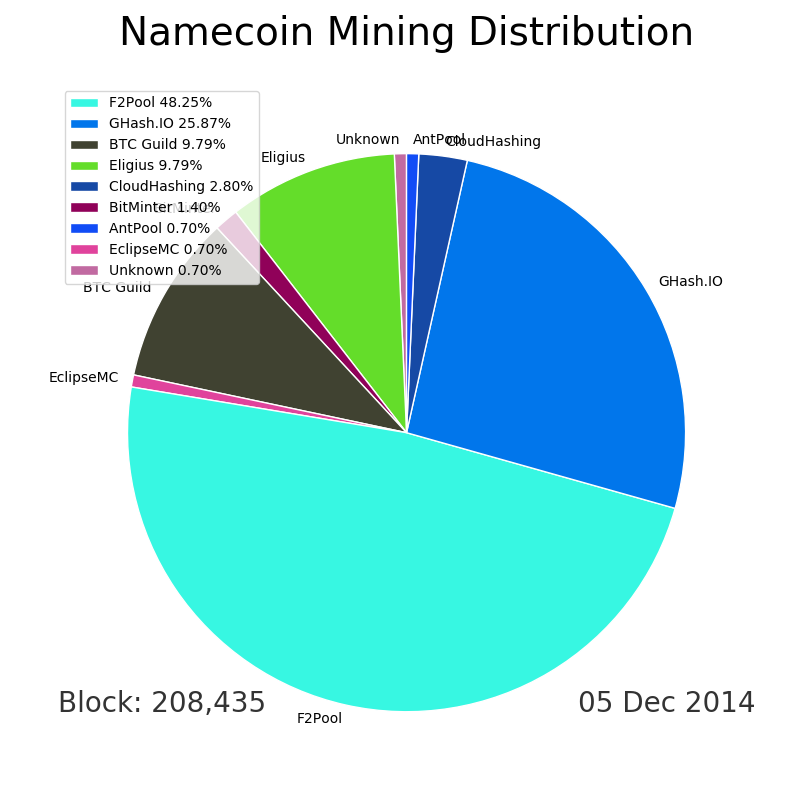 Namecoin Mining Distribution
F2Pool 48.25%
GHash.IO 25.87%
BTC Guild 9.79%
Eligius 9.79%
CloudHashing 2.80%
BitMinter 1.40%
AntPool 0.70%
EclipseMC 0.70%
Unknown 0.70%
Unknown
AntPool
CloudHashing
Eligius
BitMinter
GHash.IO
BTC Guild
EclipseMC
F2Pool
Block: 208,435
05 Dec 2014